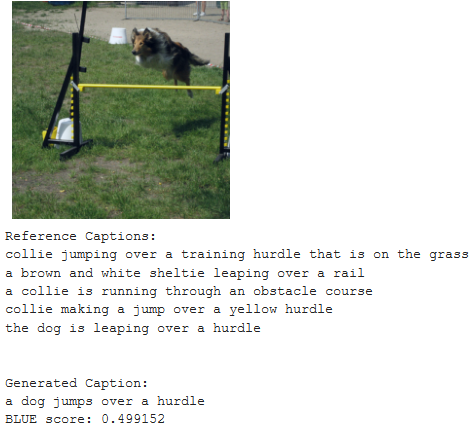 Reference Captions:
collie jumping over a training hurdle that is on the grass
a brown and white sheltie leaping over a rail
a collie is running through an obstacle course
collie making a jump over a yellow hurdle
the dog is leaping over a hurdle
Generated Caption:
a dog jumps over a hurdle
BLUE score: 0.499152